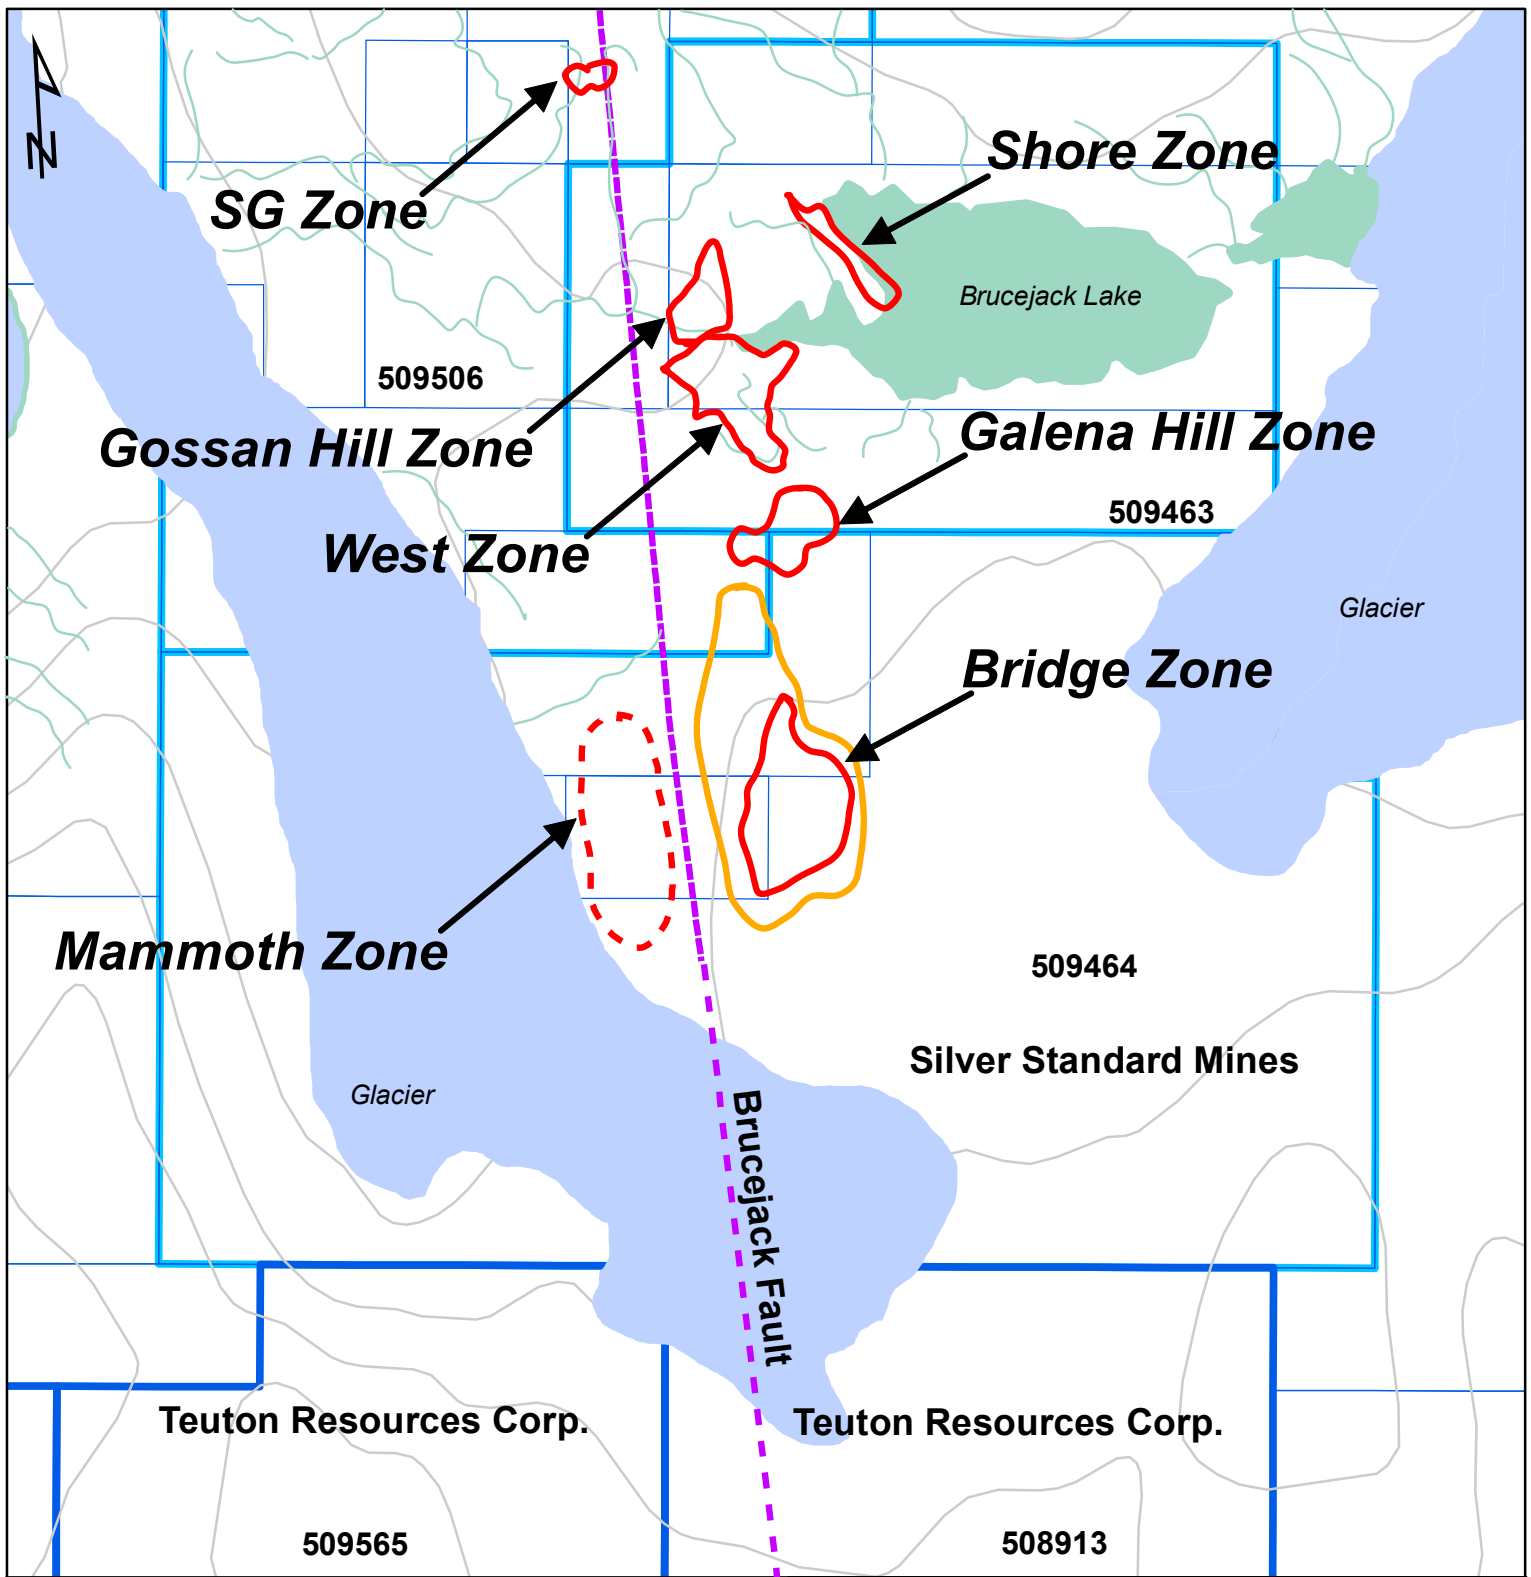 N
Shore Zone
SG Zone
Brucejack Lake
509506
Gossan Hill Zone
Galena Hill Zone
509463
West Zone
Glacier
Bridge Zone
Mammoth Zone
509464
Silver Standard Mines
Glacier
Brucejack Fault
Teuton Resources Corp.
Teuton Resources Corp.
509565
508913